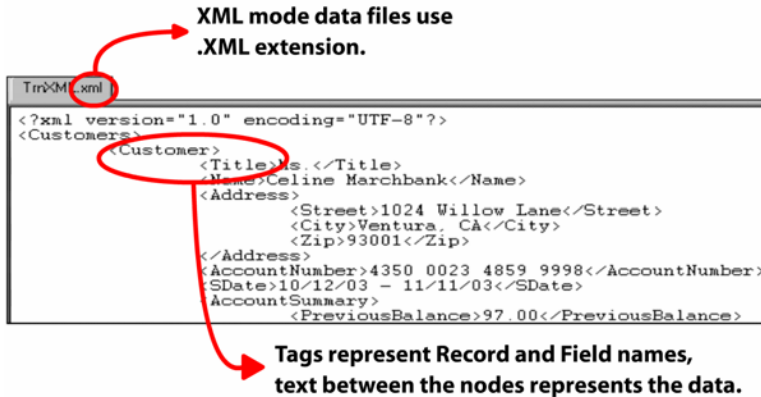 XML mode data files use
.XML extension.
TrnXML.xml
<?xml version="1.0" encoding="UTF-8"?>
<Customers>
<Customer>
<Title>Ms.</Title>
<Name>Celine Marchbank</Name>
<Address>
<Street>1024 Willow Lane</Street>
<City>Ventura, CA</City>
<Zip>93001</Zip>
</Address>
<AccountNumber>4350 0023 4859 9998</AccountNumber>
<SDate>10/12/03 - 11/11/03</SDate>
<AccountSummary>
<PreviousBalance>97.00</PreviousBalance>
Tags represent Record and Field names,
text between the nodes represents the data.